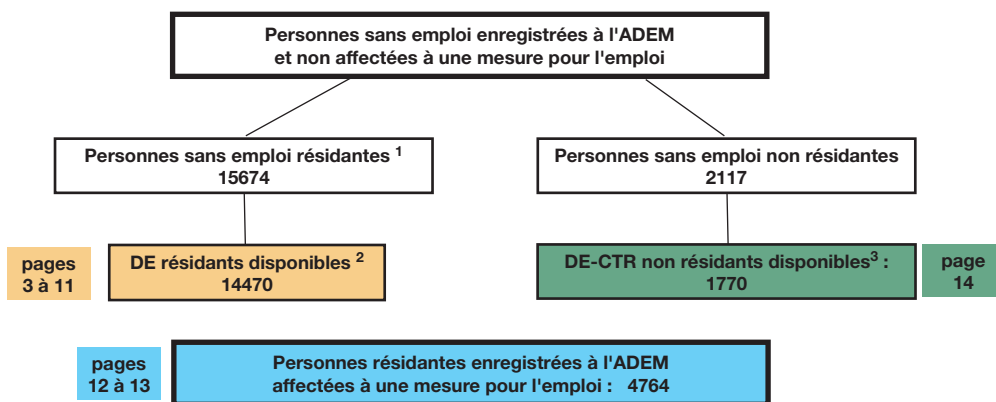 Personnes sans emploi enregistrées à l'ADEM
et non affectées à une mesure pour l'emploi
Personnes sans emploi résidantes 1
15674
Personnes sans emploi non résidantes
2117
pages
3 à 11
DE résidants disponibles 2
14470
DE-CTR non résidants disponibles3 :
1770
page
14
pages
12 à 13
Personnes résidantes enregistrées à l'ADEM
affectées à une mesure pour l'emploi : 4764